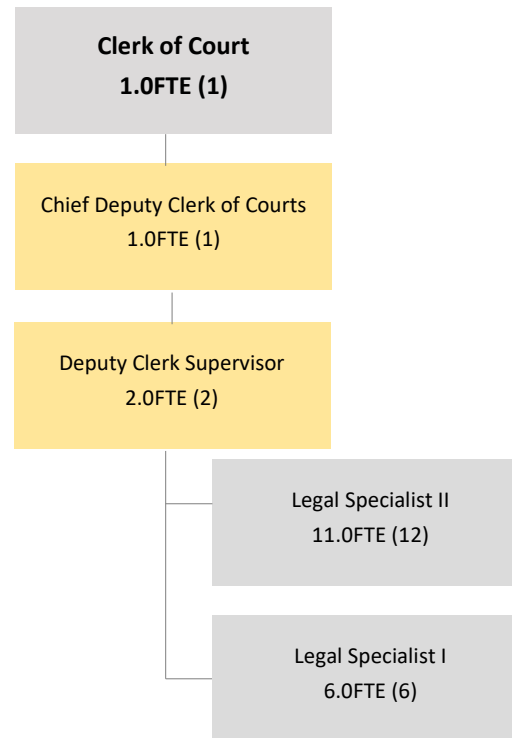 Clerk of Court
1.0FTE (1)
Chief Deputy Clerk of Courts
1.0FTE (1)
Deputy Clerk Supervisor
2.0FTE (2)
Legal Specialist II
11.0FTE (12)
Legal Specialist I
6.0FTE (6)